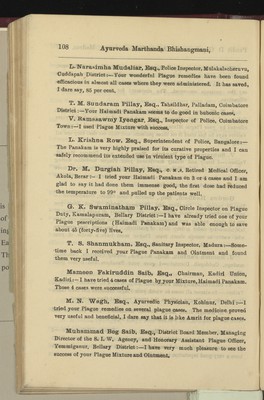 108 Ayurveda Marthanda Bhishangmani,
L. Narasimha Mudaliar, Esq., Police Inspector, Mulakalecheruvu,
Cuddapah District:—Your wonderful Plague remedies have been found
efficacious in almost all cases where they were administered. It has saved,
I dare say, 85 per cent.
T. M. Sundaram Pillay, Esq., Tahsildar, Palladam, Coimbatore
District:—Your Haimadi Panakam seems to do good in bubonic cases,
V. Ramasawmy Iyengar, Esq., Inspector of Police, Coimbatore
Town:—I used Plague Mixture with success.
L. Krishna Row, Esq., Superintendent of Police, Bangalore:—
The Panakam is very highly praised for its curative properties and I can
safely recommend its extended use in virulent type of Plague.
Dr. M. Durgiah Pillay, Esq., Retired Medical Officer,
Akola, Berar:—I tried your Haimadi Panakam in 2 or 3 cases and I am
glad to say it had done them immense good, the first dose had reduced
the temperature to 99° and pulled up the patients well.
G. K. Swaminatham Pillay, Esq., Circle Inspector on Plague
Duty, Kamalapuram, Bellary District:—I have already tried one of your
Plague prescriptions (Haimadi Panakam) and was able enough to save
about 45 (forty-five) lives,
T. S. Shanmukham, Esq., Sanitary Inspector, Madura:—Some-
time back I received your Plague Panakam and Ointment and found
them very useful.
Mamoon Fakiruddin Saib, Esq., Chairman, Kadiri Union,
Kadiri:—I have tried 4 cases of Plague by your Mixture, Haimadi Panakam.
Those 4 cases were successful.
M. N. Wagh, Esq., Ayurvedic Physician, Delhi:—I
tried your Plague remedies on several plague cases. The medicine proved
very useful and beneficial, I dare say that it is like Amrit for plague cases.
Muhammad Beg Saib, Esq., District Board Member, Managing
Director of the S. I. W., Agency, and Honorary Assistant Plague Officer,
Yemmiganur, Bellary District:—I have very much pleasure to see the
success of your Plague Mixture and Ointment.